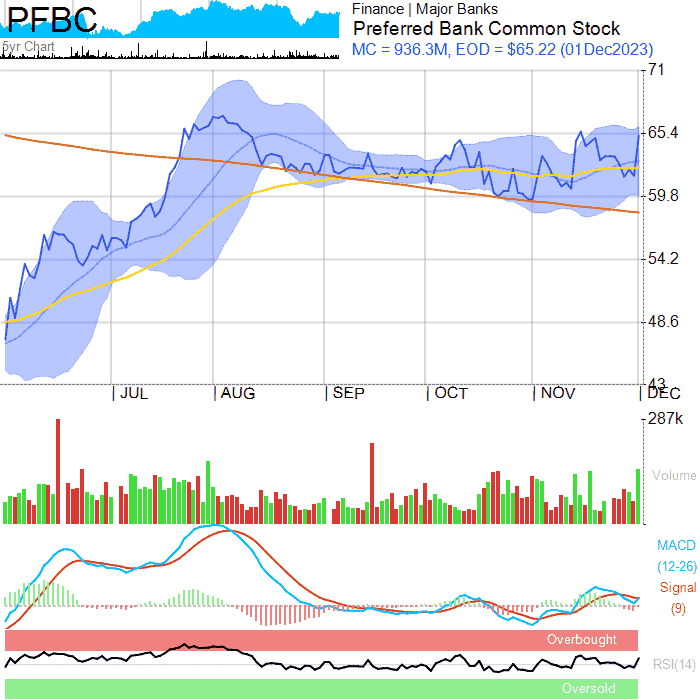 PFBC
5yr Chart
Finance | Major Banks
Preferred Bank Common Stock
MC = 936.3M, EOD = $65.22 (01Dec2023)
71
65.4
59.8
54.2
48.6
43
| JUL | AUG | SEP | OCT | NOV | DEC
287k
Volume
MACD
(12-26)
Signal
(9)
Overbought
RSI(14)
Oversold